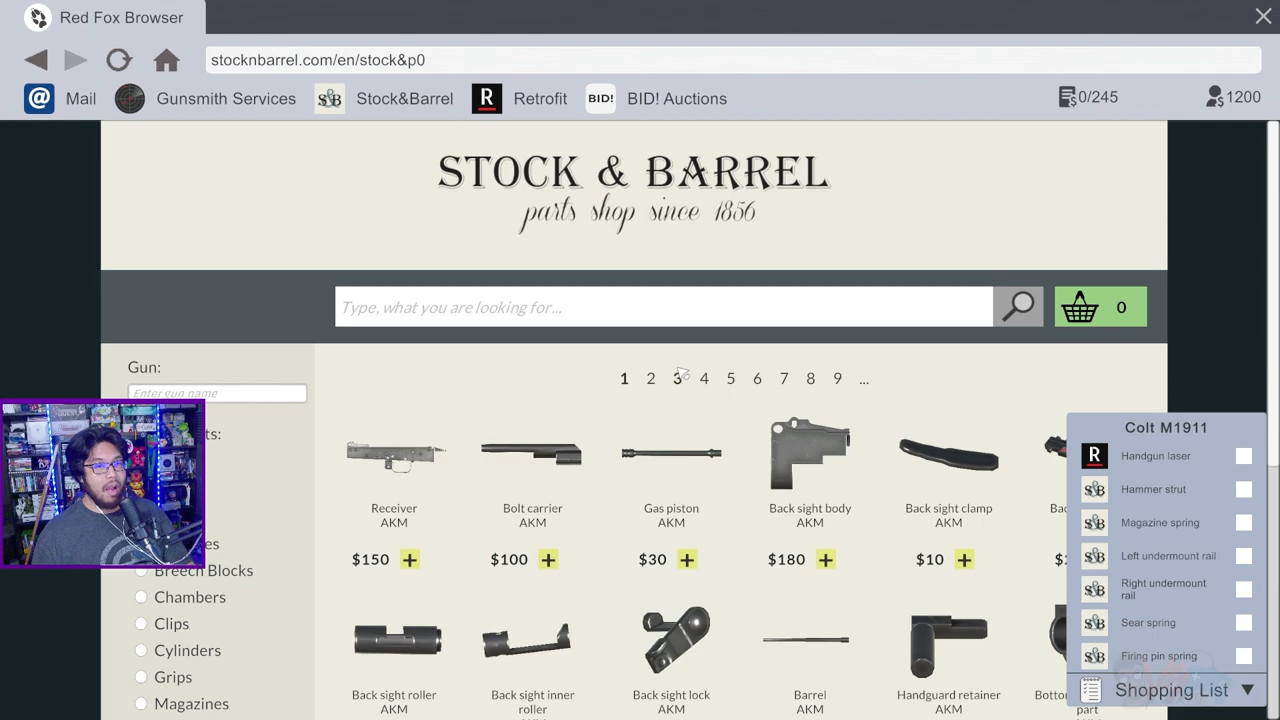 Red Fox Browser
stocknbarrel.com/en/stock&p0
@ Mail
Gunsmith Services
S&B Stock&Barrel
R Retrofit
BID! BID! Auctions
0/245
1200
STOCK & BARREL
parts shop since 1856
Type, what you are looking for...
0
Gun:
Enter gun name
1 2 3 4 5 6 7 8 9 ...
Breech Blocks
Chambers
Clips
Cylinders
Grips
Magazines
Receiver
AKM
$150 +
Bolt carrier
AKM
$100 +
Gas piston
AKM
$30 +
Back sight body
AKM
$180 +
Back sight clamp
AKM
$10 +
Back sight roller
AKM
Back sight inner
roller
AKM
Back sight lock
AKM
Barrel
AKM
Handguard retainer
AKM
Colt M1911
R Handgun laser
S&B Hammer strut
S&B Magazine spring
S&B Left undermount rail
S&B Right undermount
rail
S&B Sear spring
S&B Firing pin spring
Shopping List